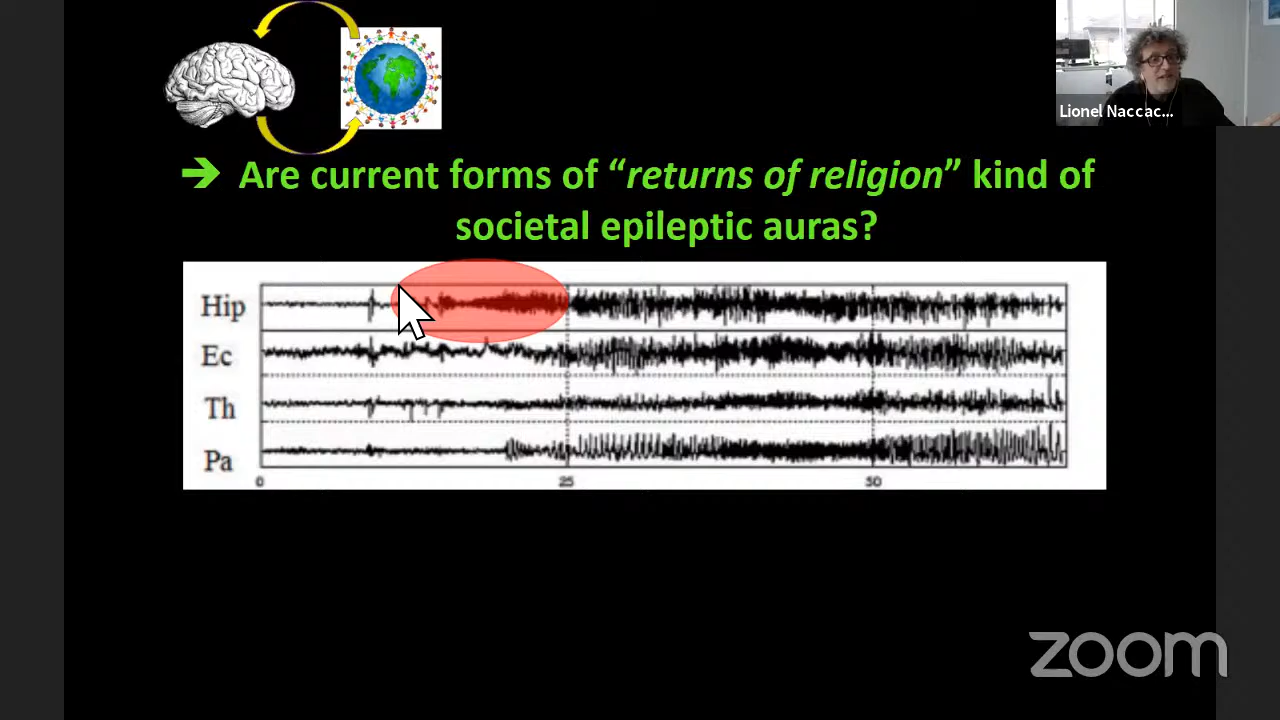 Lionel Naccac...
➔ Are current forms of “returns of religion” kind of
societal epileptic auras?
Hip
Ec
Th
Pa
0 25 50
zoom